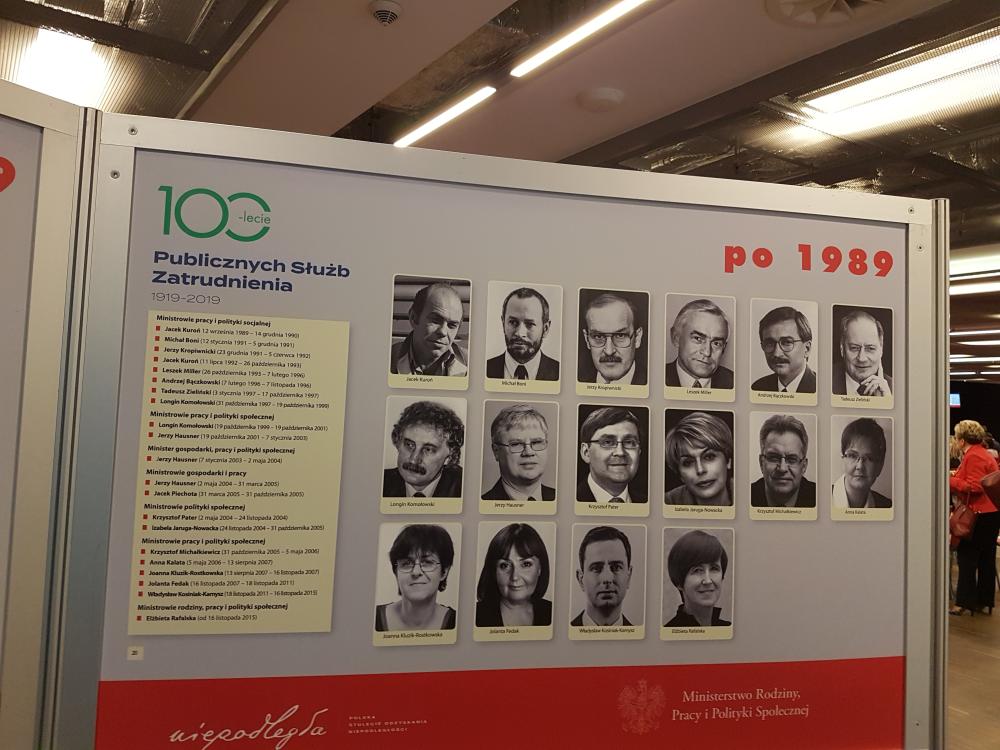 9
100
-lecie
Publicznych Służb
Zatrudnienia
1919-2019
po 1989
Ministrowie pracy i polityki socjalnej
Jacek Kuroń (12 września 1989 – 14 grudnia 1990)
Michał Boni (12 stycznia 1991 – 5 grudnia 1991)
Jerzy Kropiwnicki (23 grudnia 1991 – 5 czerwca 1992)
Jacek Kuroń (11 lipca 1992 – 26 października 1993)
Leszek Miller (26 października 1993 – 7 lutego 1996)
Andrzej Bączkowski (7 lutego 1996 – 7 listopada 1996)
Tadeusz Zieliński (3 stycznia 1997 – 17 października 1997)
Longin Komołowski (31 października 1997 – 19 października 1999)
Ministrowie pracy i polityki społecznej
Longin Komołowski (19 października 1999 – 19 października 2001)
Jerzy Hausner (19 października 2001 – 7 stycznia 2003)
Minister gospodarki, pracy i polityki społecznej
Jerzy Hausner (7 stycznia 2003 – 2 maja 2004)
Ministrowie gospodarki i pracy
Jerzy Hausner (2 maja 2004 – 31 marca 2005)
Jacek Piechota (31 marca 2005 – 31 października 2005)
Ministrowie polityki społecznej
Krzysztof Pater (2 maja 2004 – 24 listopada 2004)
Izabela Jaruga-Nowacka (24 listopada 2004 – 31 października 2005)
Ministrowie pracy i polityki społecznej
Krzysztof Michałkiewicz (31 października 2005 – 5 maja 2006)
Anna Kalata (5 maja 2006 – 13 sierpnia 2007)
Joanna Kluzik-Rostkowska (13 sierpnia 2007 – 16 listopada 2007)
Jolanta Fedak (16 listopada 2007 – 18 listopada 2011)
Władysław Kosiniak-Kamysz (18 listopada 2011 – 16 listopada 2015)
Ministrowie rodziny, pracy i polityki społecznej
Elżbieta Rafalska (od 16 listopada 2015)
Jacek Kuroń
Michał Boni
Jerzy Kropiwnicki
Leszek Miller
Andrzej Bączkowski
Tadeusz Zieliński
Longin Komołowski
Jerzy Hausner
Krzysztof Pater
Izabela Jaruga-Nowacka
Krzysztof Michałkiewicz
Anna Kalata
Joanna Kluzik-Rostkowska
Jolanta Fedak
Władysław Kosiniak-Kamysz
Elżbieta Rafalska
20
niepodległa
POLSKA
STULECIE ODZYSKANIA
NIEPODLEGŁOŚCI
Ministerstwo Rodziny,
Pracy i Polityki Społecznej